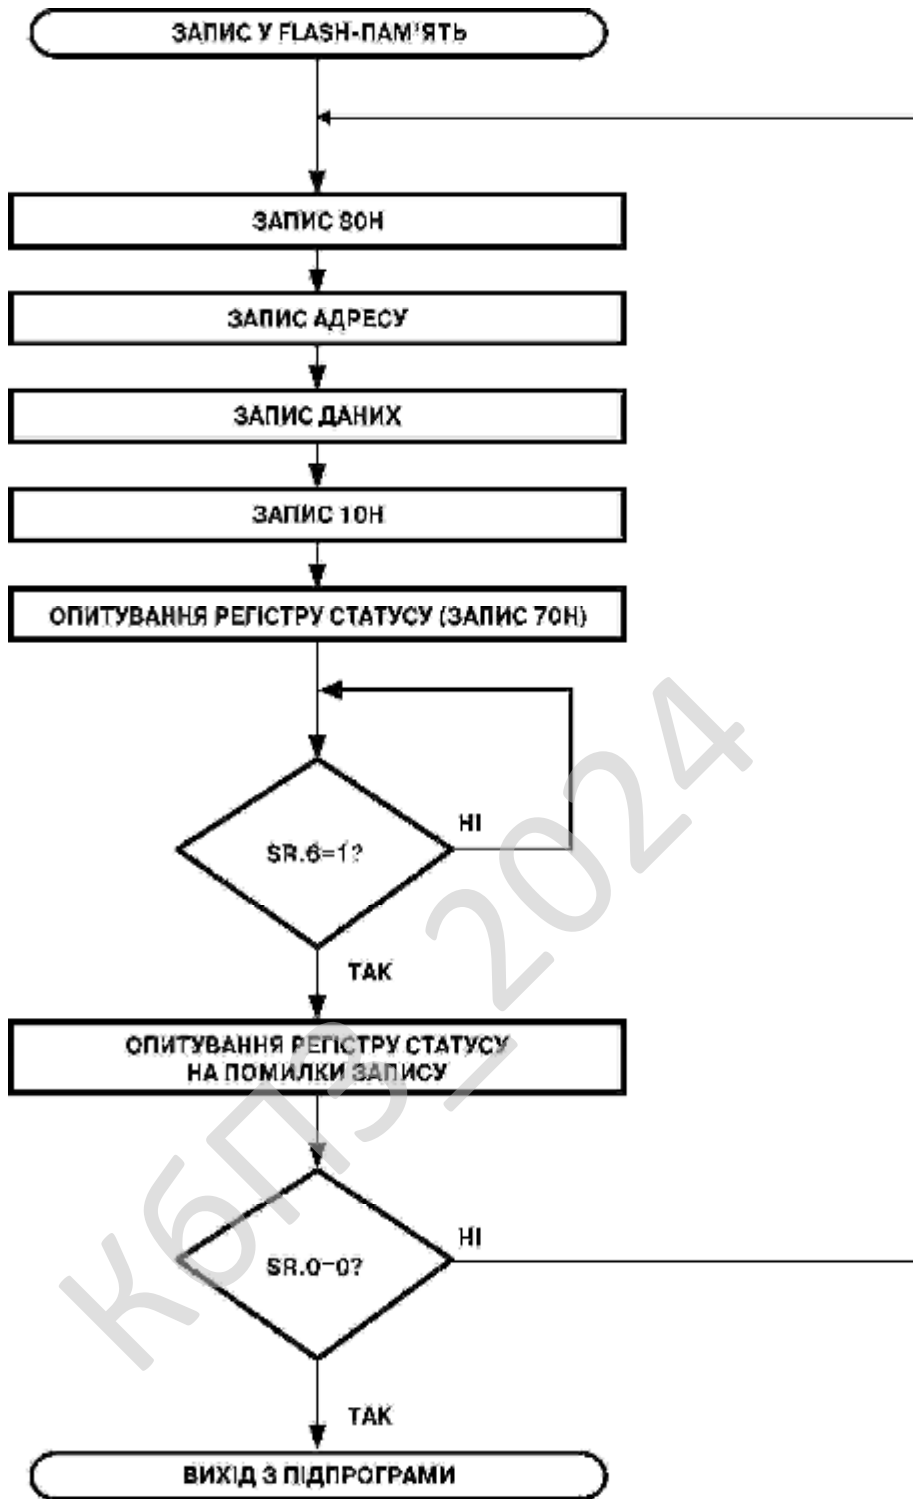 ЗАПИС У FLASH-ПАМ'ЯТЬ
ЗАПИС 80H
ЗАПИС АДРЕСУ
ЗАПИС ДАНИХ
ЗАПИС 10H
ОПИТУВАННЯ РЕГІСТРУ СТАТУСУ (ЗАПИС 70H)
НІ
SR.6=1?
ТАК
ОПИТУВАННЯ РЕГІСТРУ СТАТУСУ
НА ПОМИЛКИ ЗАПИСУ
НІ
SR.0=0?
ТАК
ВИХІД З ПІДПРОГРАМИ
КбПЗ_2024